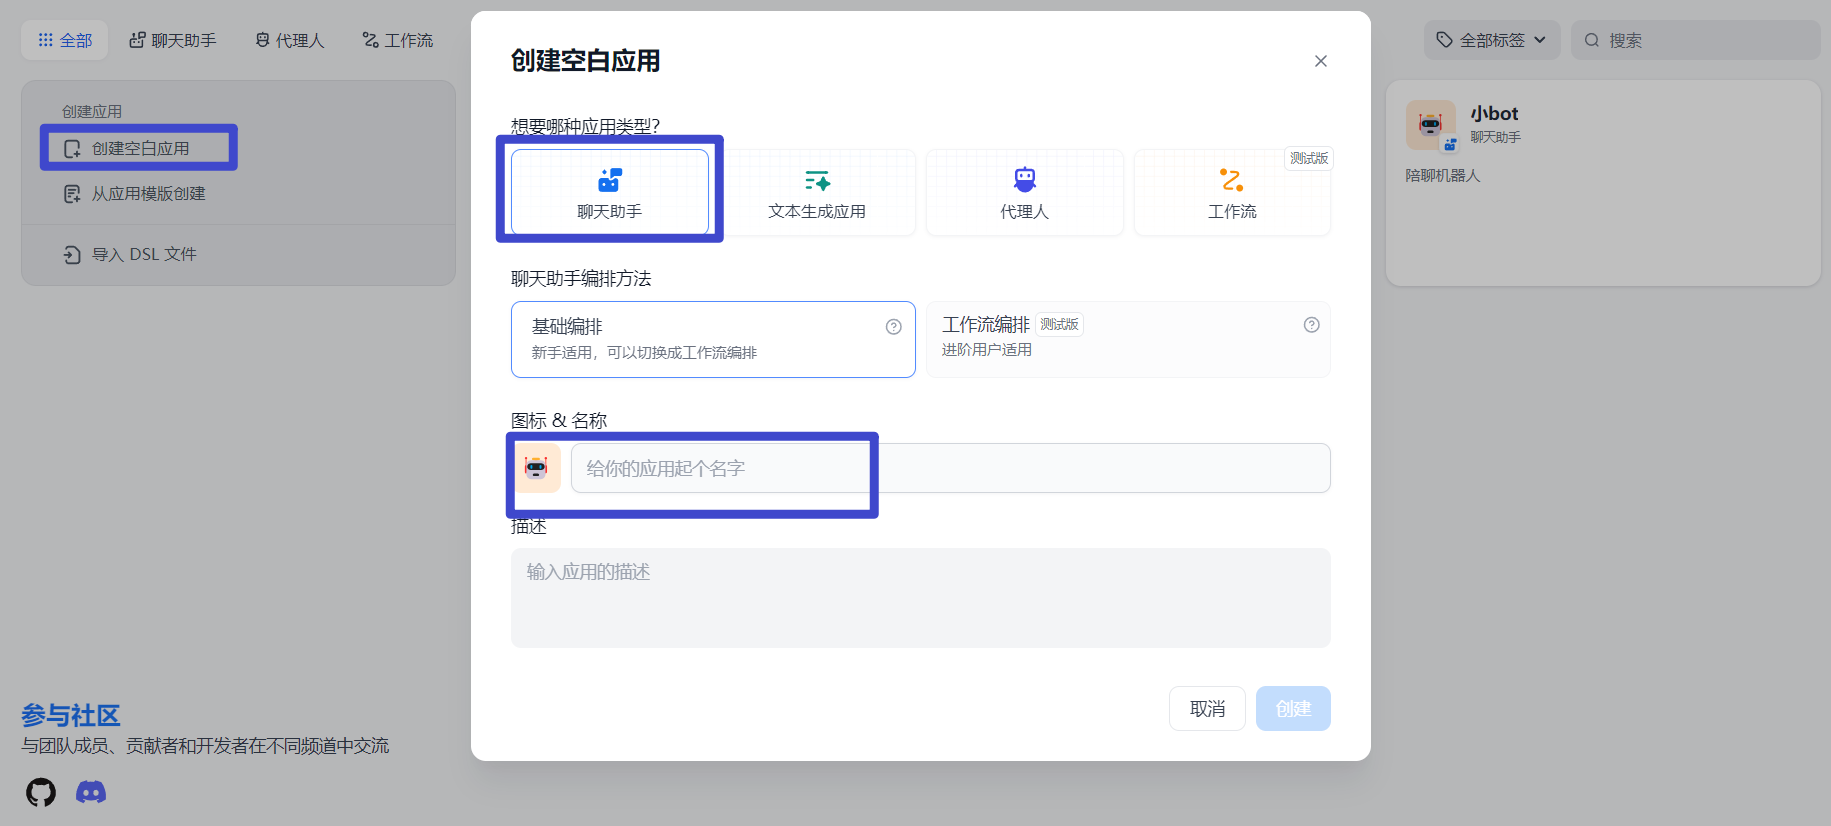 全部
聊天助手
代理人
工作流
创建应用
创建空白应用
从应用模版创建
导入 DSL 文件
参与社区
与团队成员、贡献者和开发者在不同频道中交流
创建空白应用
想要哪种应用类型?
聊天助手
文本生成应用
代理人
测试版
工作流
聊天助手编排方法
基础编排
新手适用，可以切换成工作流编排
工作流编排 测试版
进阶用户适用
图标 & 名称
给你的应用起个名字
描述
输入应用的描述
取消
创建
全部标签
搜索
小bot
聊天助手
陪聊机器人